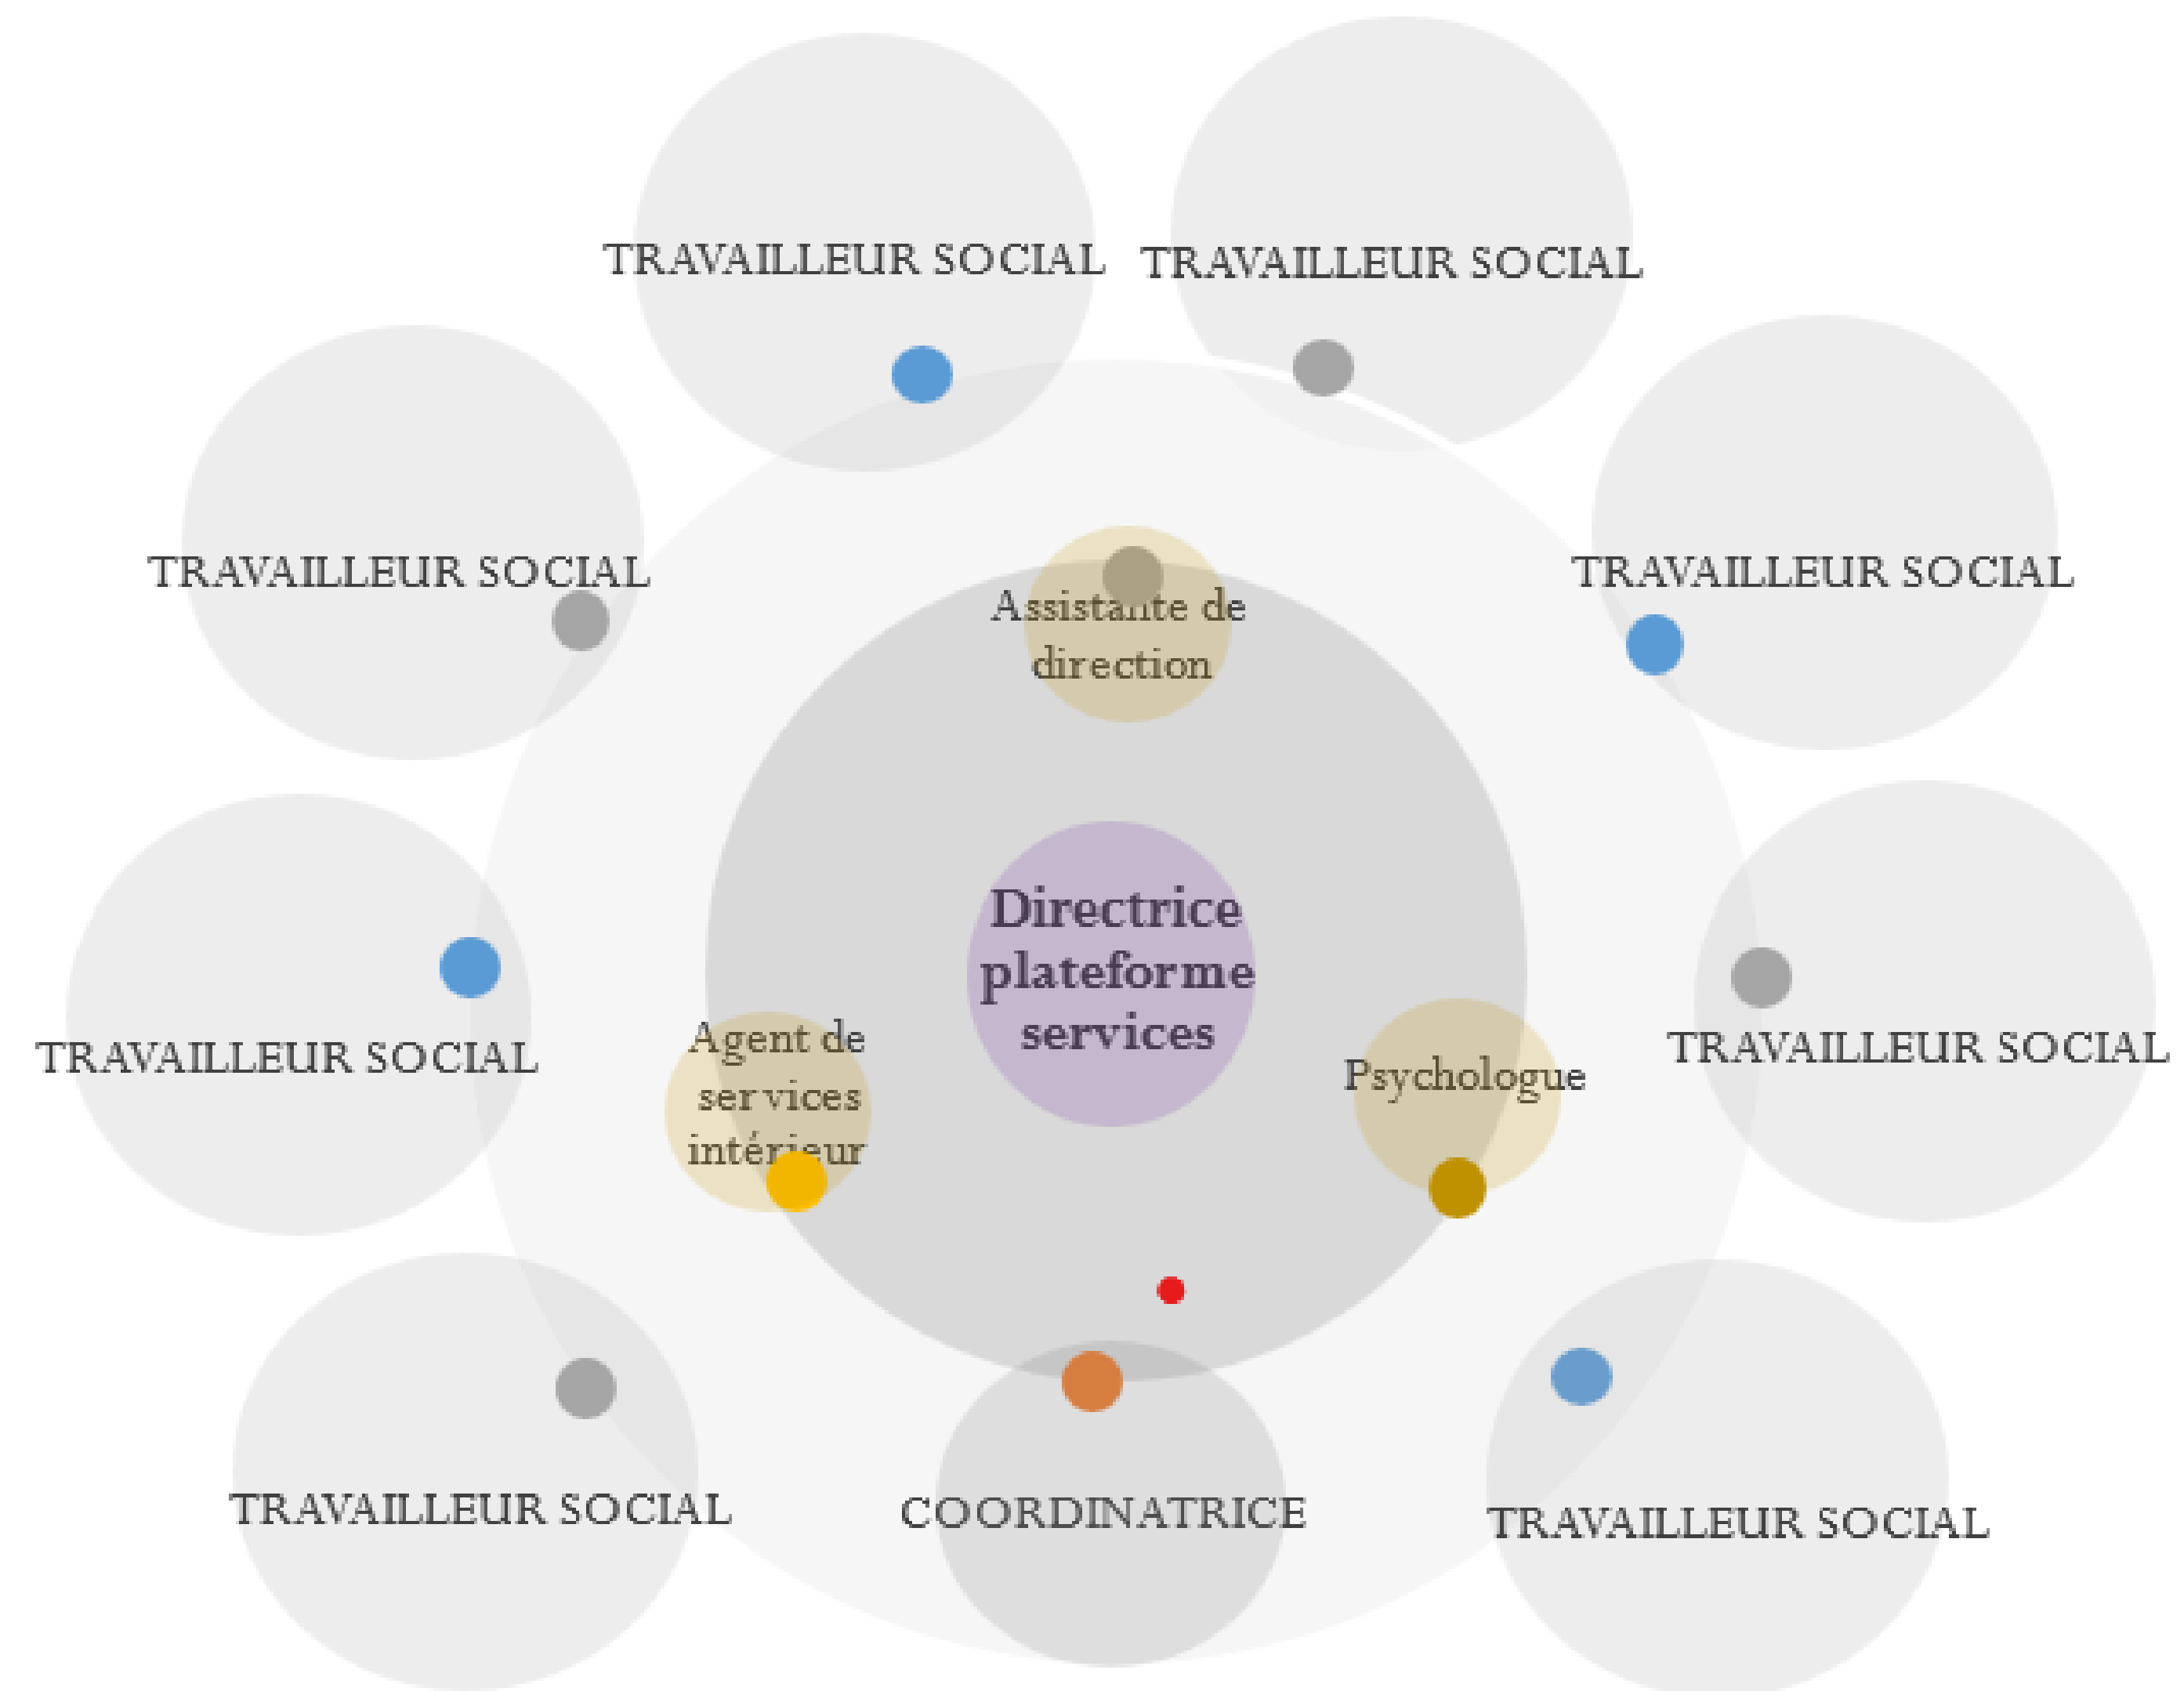 TRAVAILLEUR SOCIAL
TRAVAILLEUR SOCIAL
TRAVAILLEUR SOCIAL
TRAVAILLEUR SOCIAL
Assistante de
direction
Directrice
plateforme
services
Agent de
services
intérieur
Psychologue
TRAVAILLEUR SOCIAL
TRAVAILLEUR SOCIAL
TRAVAILLEUR SOCIAL
COORDINATRICE
TRAVAILLEUR SOCIAL